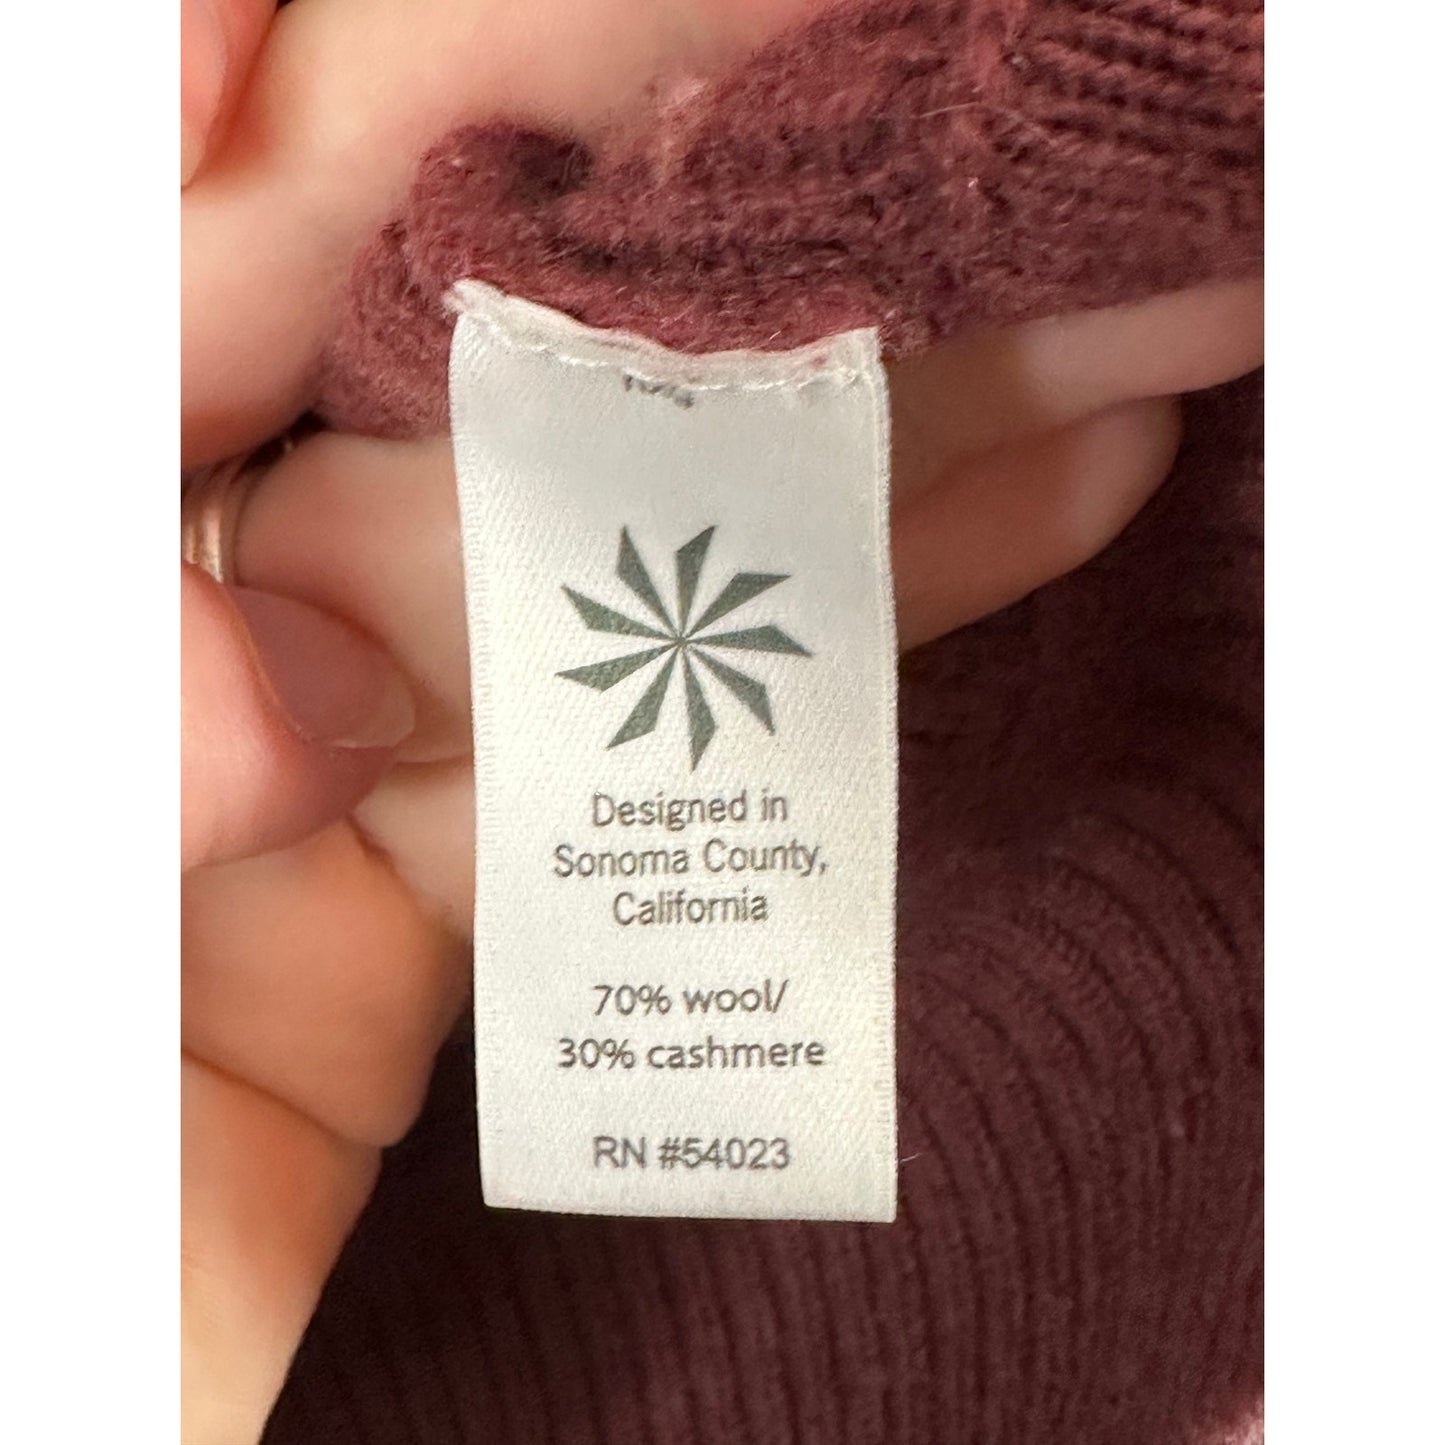 Designed in
Sonoma County,
California
70% wool/
30% cashmere
RN #54023